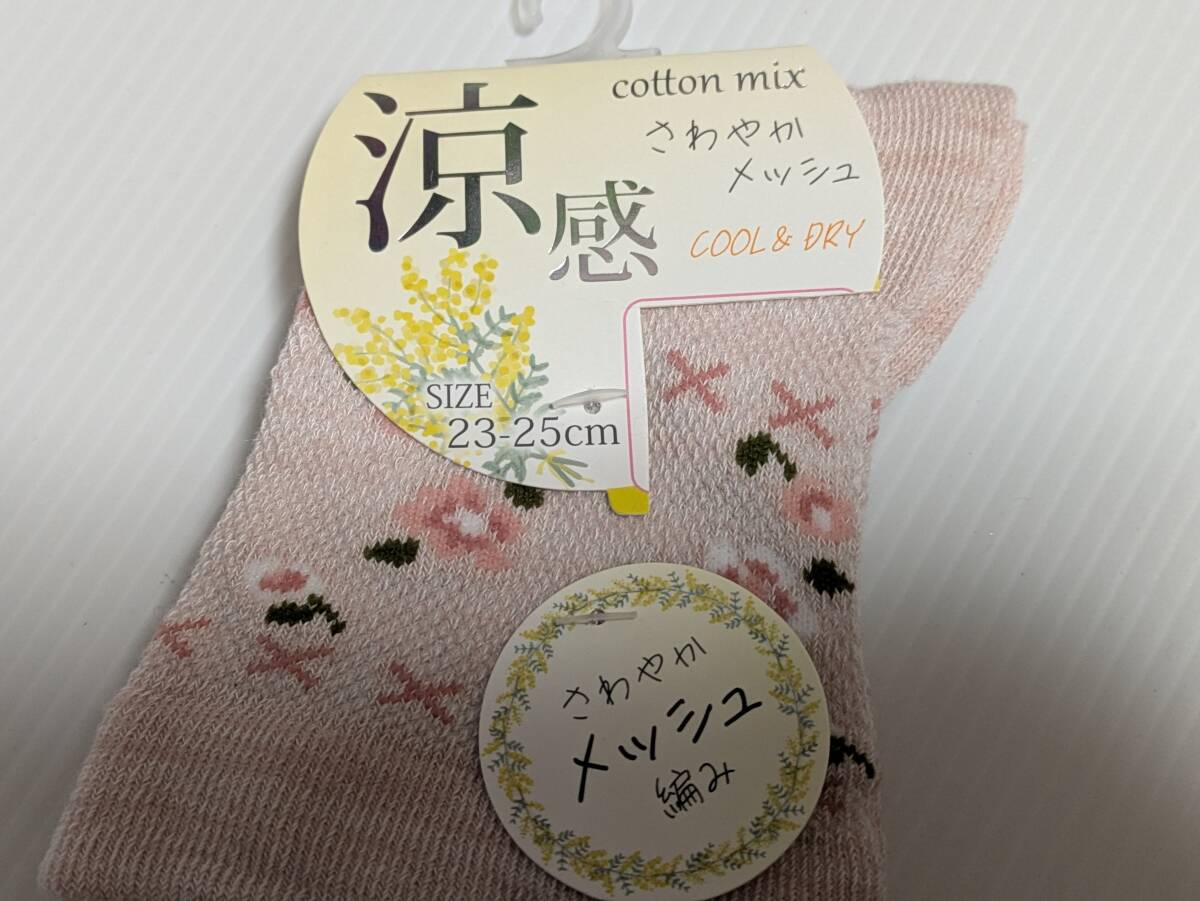 cotton mix
涼感
さわやか
メッシュ
COOL & DRY
SIZE
23-25cm
さわやか
メッシュ
編み